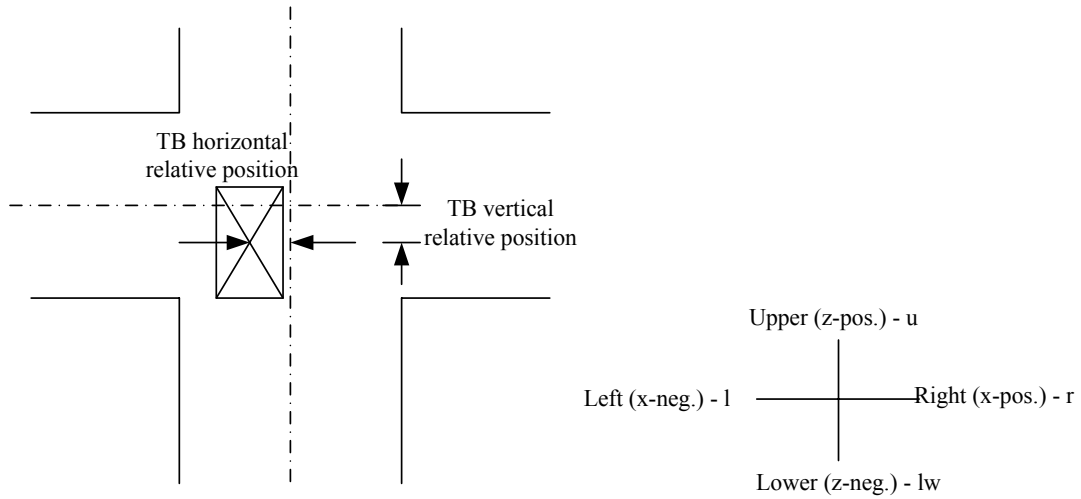 TB horizontal
relative position
TB vertical
relative position
Upper (z-pos.) - u
Left (x-neg.) - l
Right (x-pos.) - r
Lower (z-neg.) - lw